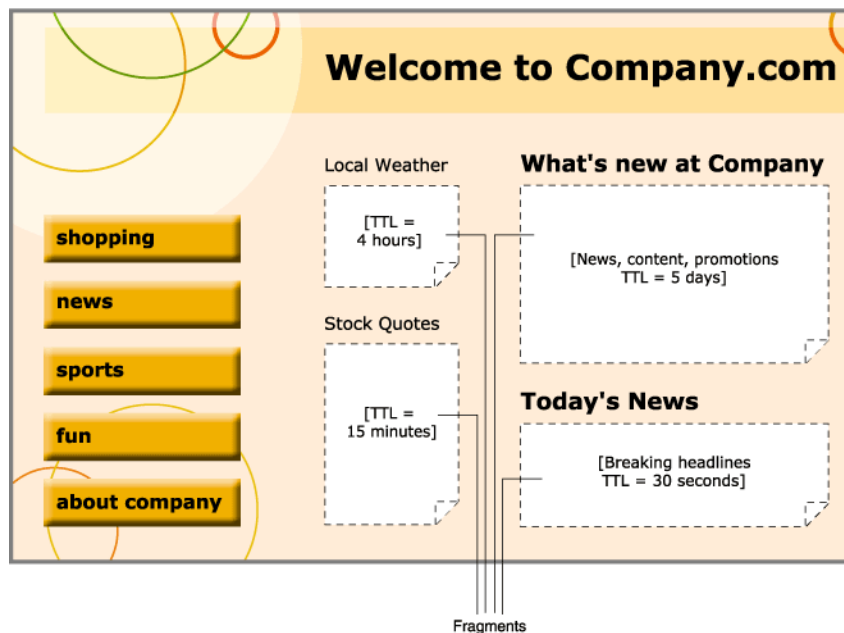 Welcome to Company.com
shopping
news
sports
fun
about company
Local Weather
[TTL =
4 hours]
Stock Quotes
[TTL =
15 minutes]
What's new at Company
[News, content, promotions
TTL = 5 days]
Today's News
[Breaking headlines
TTL = 30 seconds]
Fragments